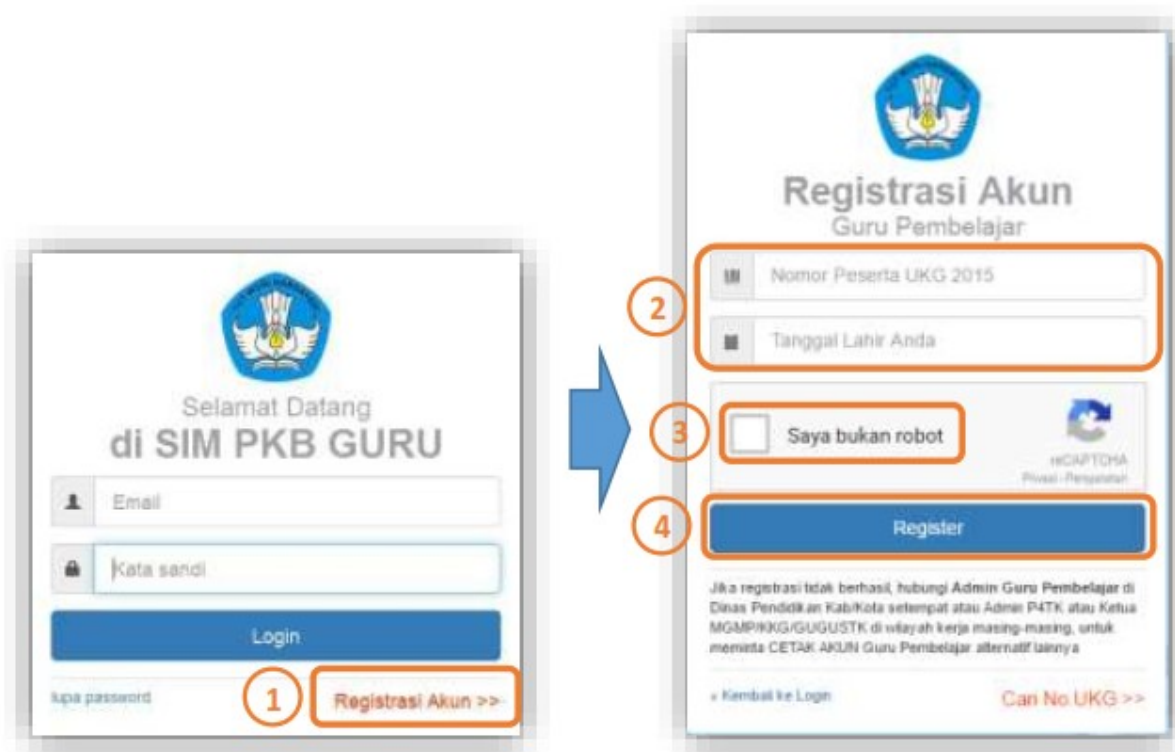 Selamat Datang
di SIM PKB GURU
Email
Kata sandi
Login
lupa password
1
Registrasi Akun >>
Registrasi Akun
Guru Pembelajar
2
Nomor Peserta UKG 2015
Tanggal Lahir Anda
3
Saya bukan robot
reCAPTCHA
Privasi - Persyaratan
4
Register
Jika registrasi tidak berhasil, hubungi Admin Guru Pembelajar di
Dinas Pendidikan Kab/Kota setempat atau Admin P4TK atau Ketua
MGMP/KKG/GUGUSTK di wilayah kerja masing-masing, untuk
meminta CETAK AKUN Guru Pembelajar alternatif lainnya
« Kembali ke Login
Cari No UKG >>